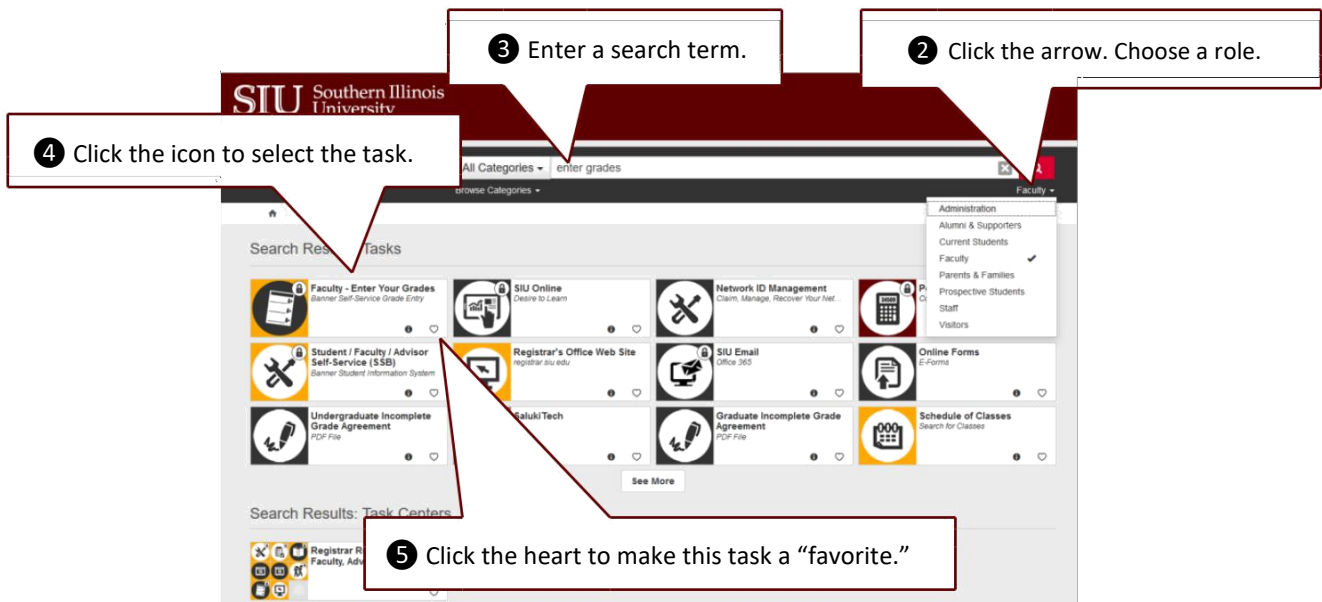 ❸ Enter a search term.
❷ Click the arrow. Choose a role.
SIU Southern Illinois
University
❹ Click the icon to select the task.
All Categories
enter grades
Browse Categories
Faculty
Administration
Alumni & Supporters
Current Students
Faculty
Parents & Families
Prospective Students
Staff
Visitors
Search Tasks
Faculty - Enter Your Grades
Banner Self-Service Grade Entry
SIU Online
Desire to Learn
Network ID Management
Claim, Manage, Recover Your Net...
Student / Faculty / Advisor
Self-Service (SSB)
Banner Student Information System
Registrar's Office Web Site
registrar.siu.edu
SIU Email
Office 365
Online Forms
E-Forms
Undergraduate Incomplete
Grade Agreement
PDF File
SalukiTech
Graduate Incomplete Grade
Agreement
PDF File
Schedule of Classes
Search for Classes
See More
Search Results: Task Centers
Registrar
Faculty,
❺ Click the heart to make this task a “favorite.”